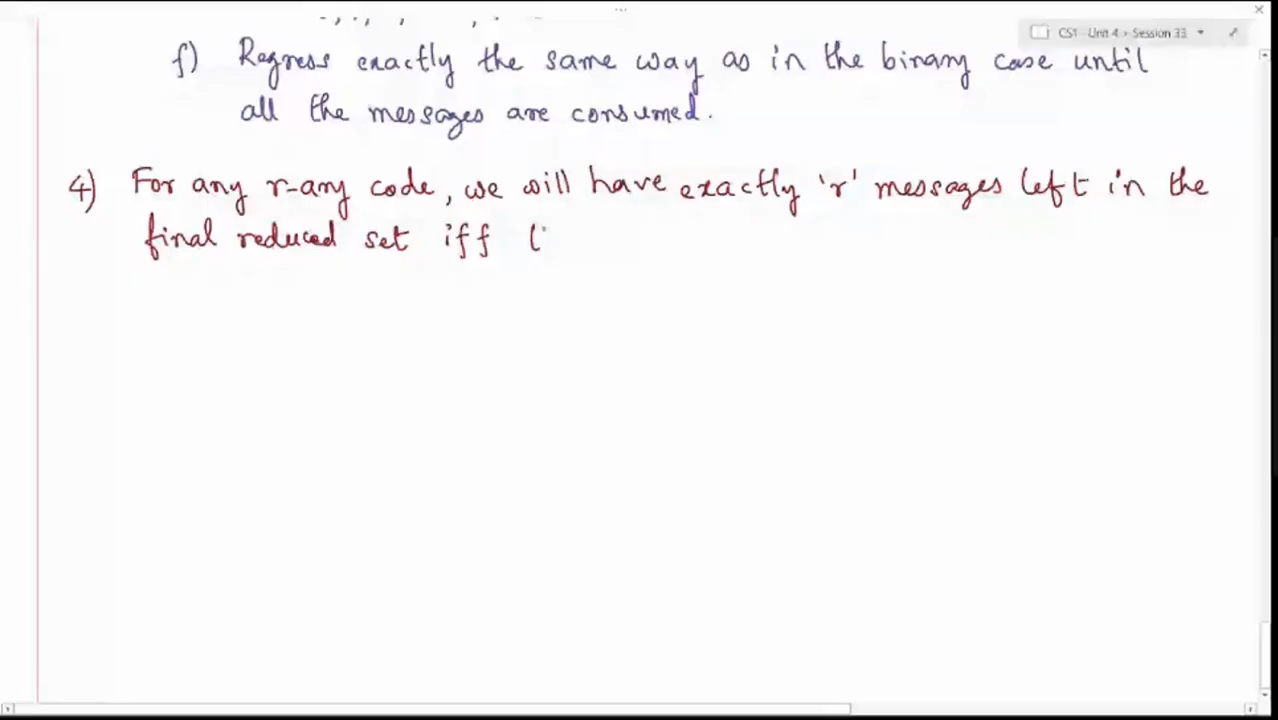 CS1 - Unit 4 > Session 33
f) Regress exactly the same way as in the binary case until
all the messages are consumed.
4) For any r-any code, we will have exactly 'r' messages left in the
final reduced set iff (